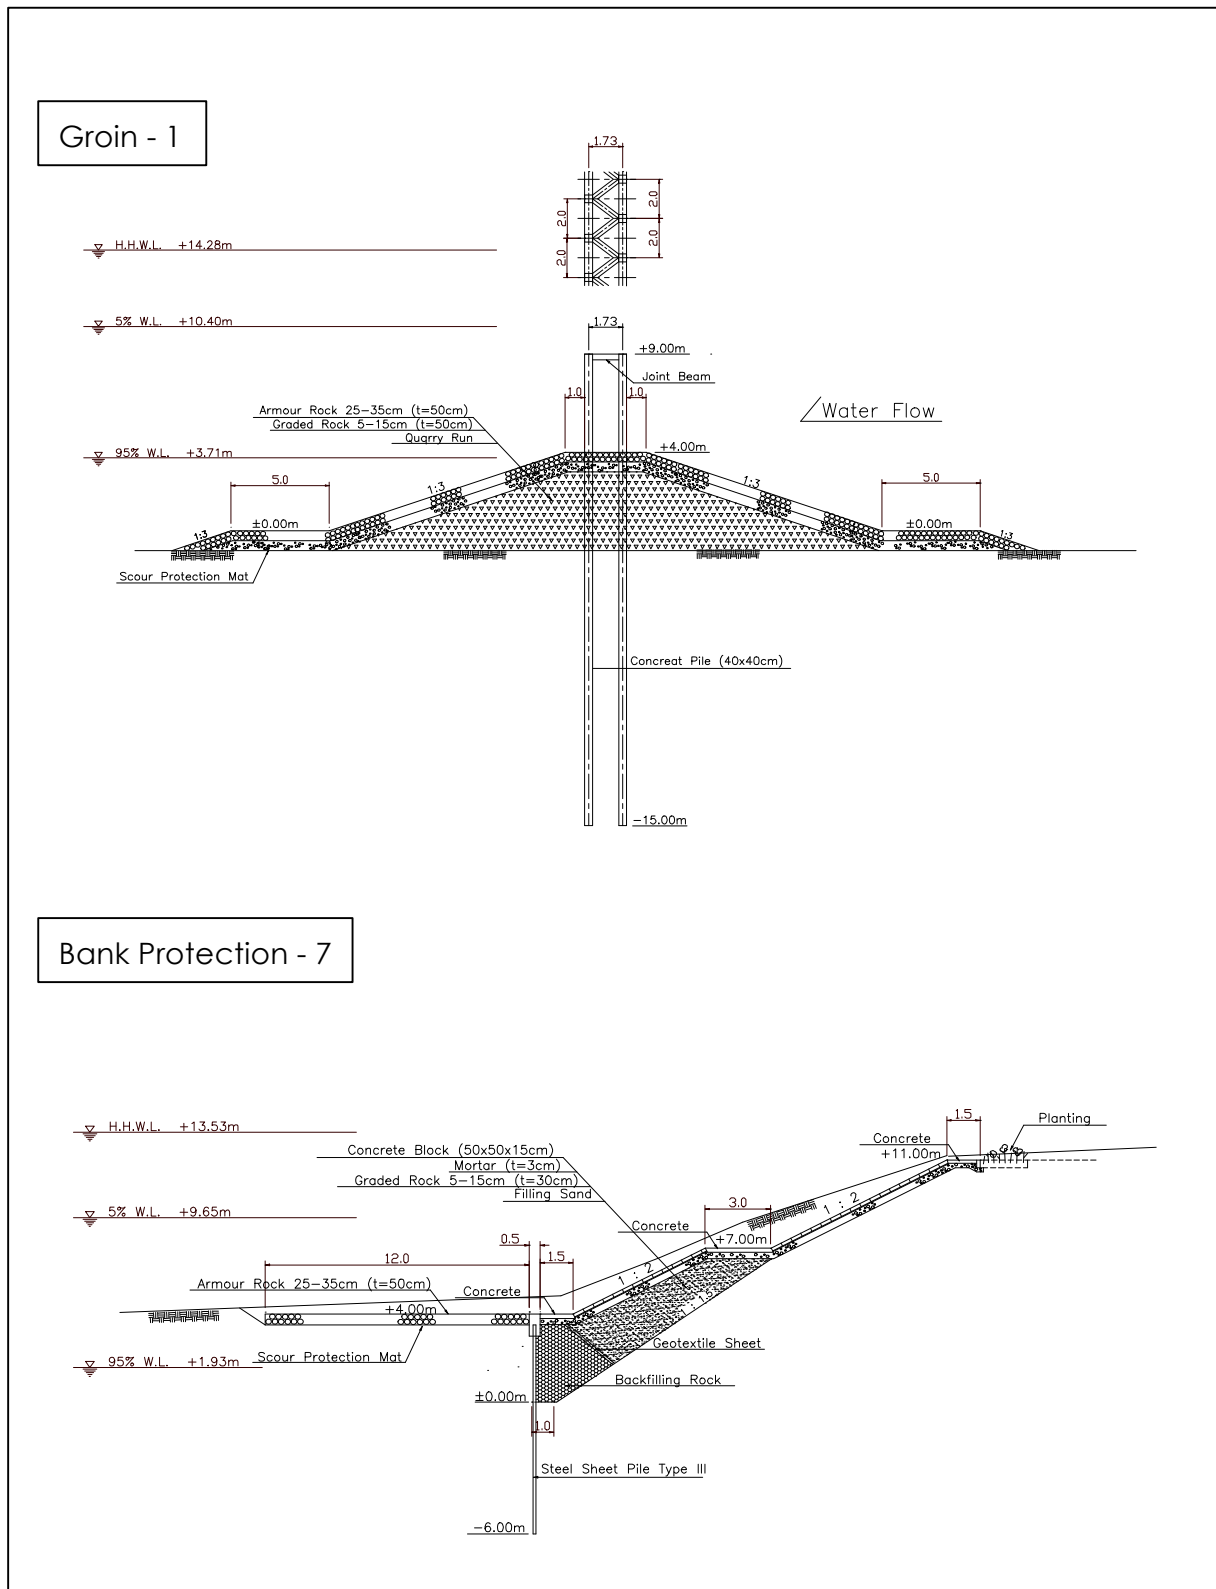 Groin - 1
1.73
2.0
2.0
2.0
2.0
H.H.W.L. +14.28m
5% W.L. +10.40m
1.73
+9.00m
Joint Beam
1.0
1.0
Armour Rock 25-35cm (t=50cm)
Graded Rock 5-15cm (t=50cm)
Quqrry Run
Water Flow
95% W.L. +3.71m
+4.00m
5.0
1:3
1:3
5.0
±0.00m
±0.00m
1:3
1:3
Scour Protection Mat
Concreat Pile (40x40cm)
-15.00m
Bank Protection - 7
H.H.W.L. +13.53m
1.5
Planting
Concrete
+11.00m
Concrete Block (50x50x15cm)
Mortar (t=3cm)
Graded Rock 5-15cm (t=30cm)
Filling Sand
1 : 2
3.0
5% W.L. +9.65m
Concrete
+7.00m
0.5
1.5
12.0
1 : 2
Armour Rock 25-35cm (t=50cm)
Concrete
1 : 1.5
+4.00m
Geotextile Sheet
Scour Protection Mat
95% W.L. +1.93m
Backfilling Rock
±0.00m
1.0
Steel Sheet Pile Type III
-6.00m